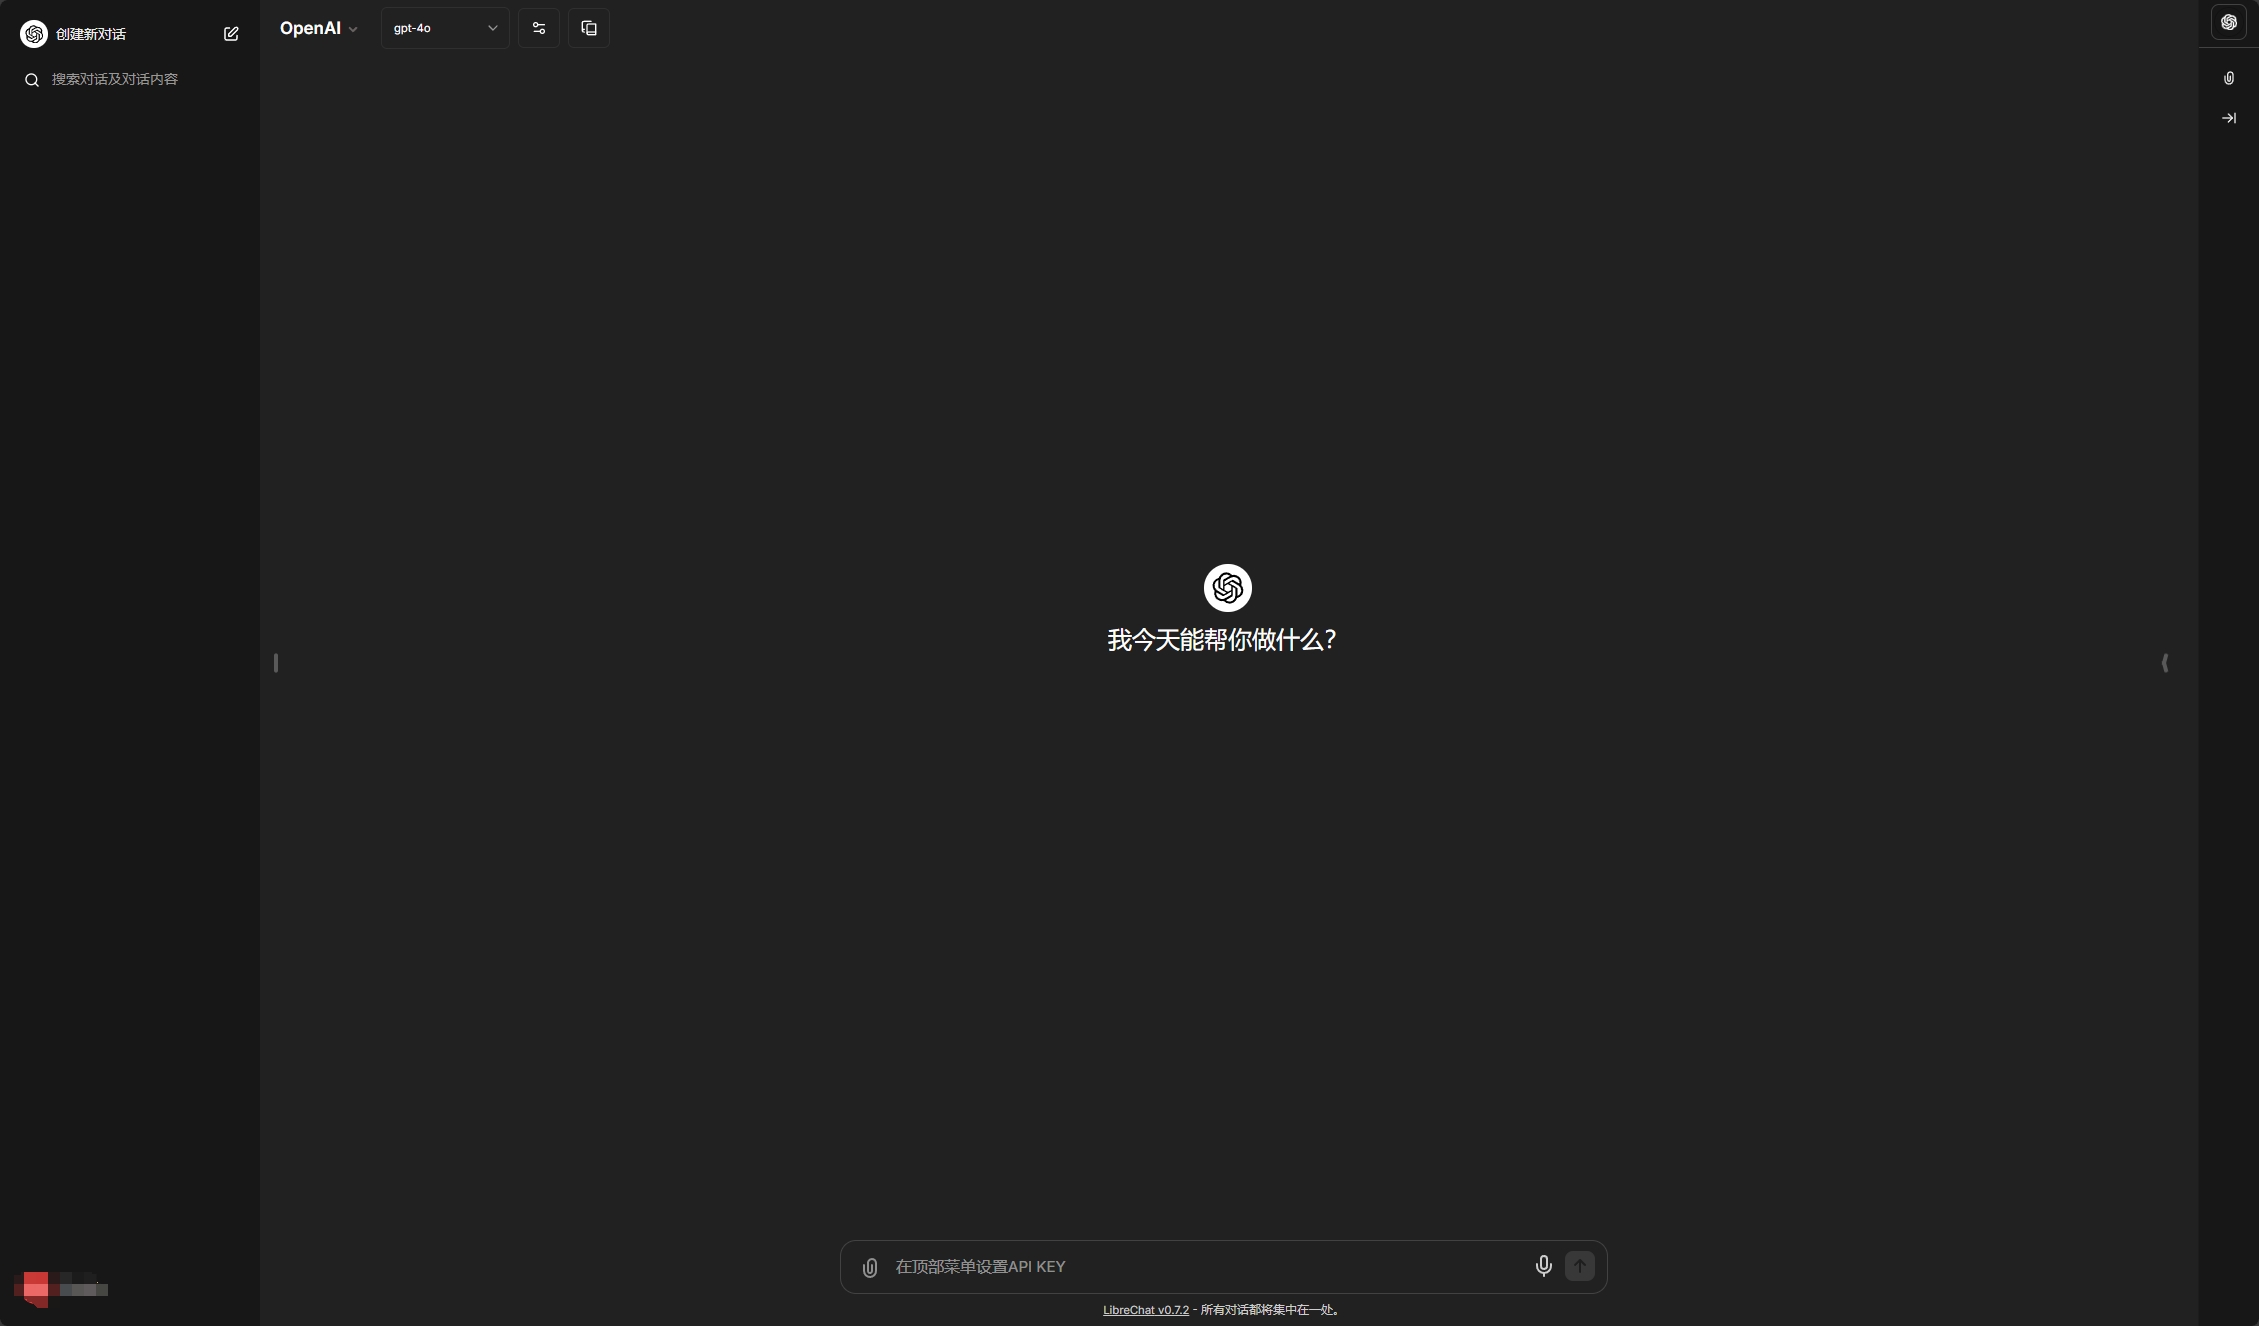 创建新对话
搜索对话及对话内容
OpenAI
gpt-4o
我今天能帮你做什么？
在顶部菜单设置API KEY
LibreChat v0.7.2 - 所有对话都将集中在一处。